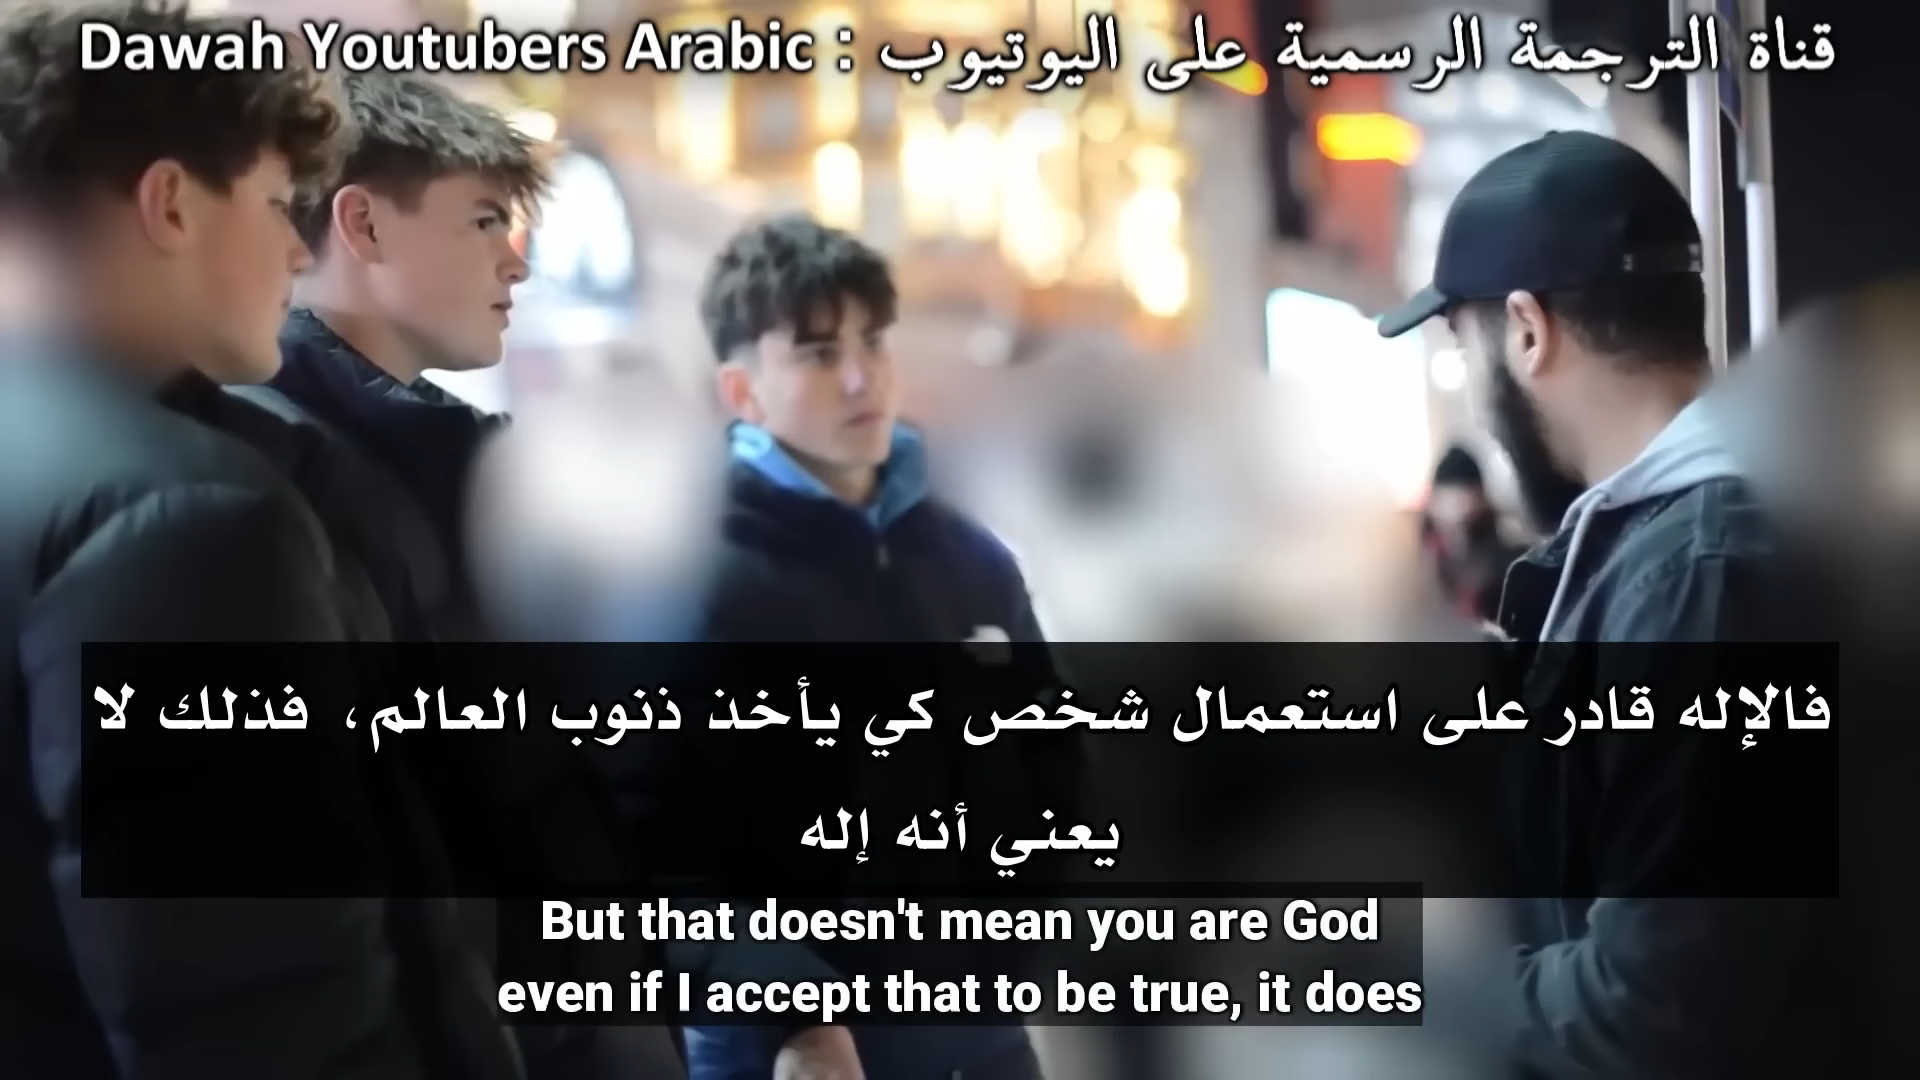 Dawah Youtubers Arabic : قناة الترجمة الرسمية على اليوتيوب
فالإله قادر على استعمال شخص كي يأخذ ذنوب العالم، فذلك لا
يعني أنه إله
But that doesn't mean you are God
even if I accept that to be true, it does